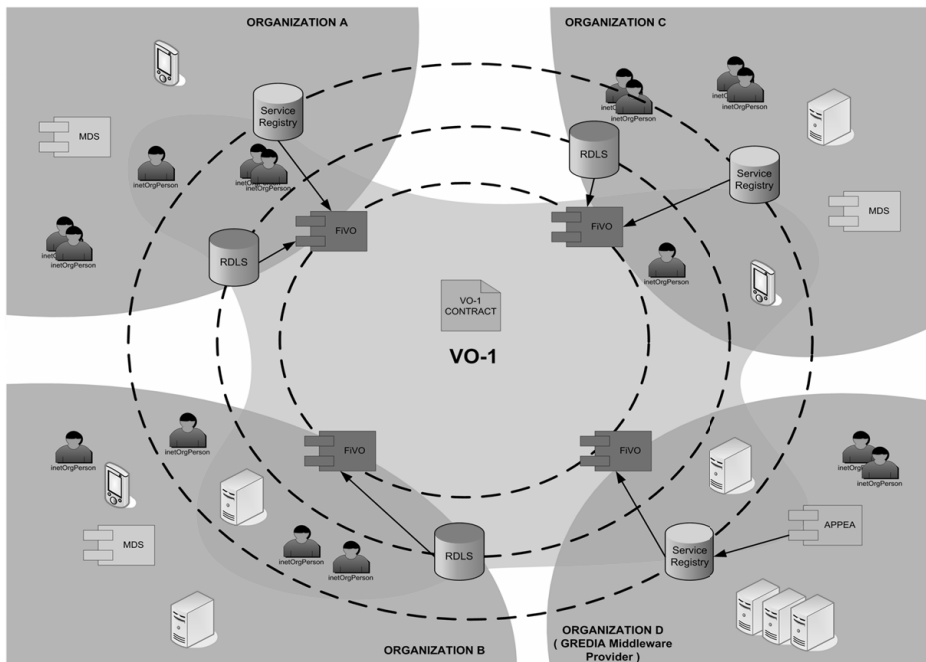 ORGANIZATION A
ORGANIZATION C
Service
Registry
MDS
inetOrgPerson
inetOrgPerson
inetOrgPerson
FiVO
RDLS
inetOrgPerson
inetOrgPerson
RDLS
Service
Registry
MDS
FiVO
inetOrgPerson
VO-1
CONTRACT
VO-1
inetOrgPerson
inetOrgPerson
FiVO
MDS
inetOrgPerson
inetOrgPerson
RDLS
ORGANIZATION B
FiVO
inetOrgPerson
APPEA
Service
Registry
ORGANIZATION D
( GREDIA Middleware
Provider )